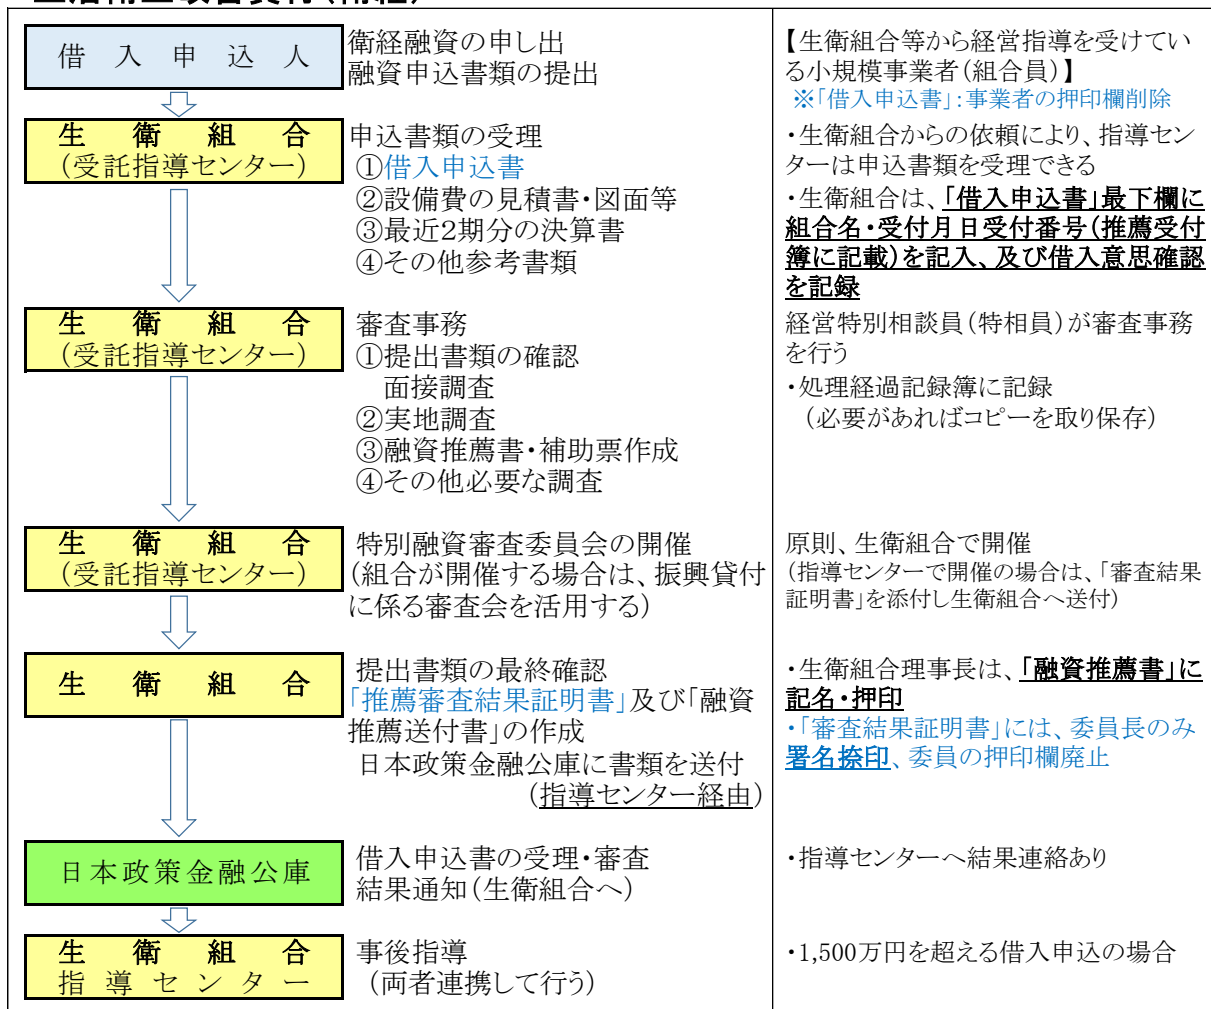 借入申込人
衛経融資の申し出
融資申込書類の提出
【生衛組合等から経営指導を受けてい
る小規模事業者(組合員)】
※「借入申込書」:事業者の押印欄削除
生衛組合
(受託指導センター)
申込書類の受理
①借入申込書
②設備費の見積書・図面等
③最近2期分の決算書
④その他参考書類
・生衛組合からの依頼により、指導セン
ターは申込書類を受理できる
・生衛組合は、「借入申込書」最下欄に
組合名・受付月日受付番号(推薦受付
簿に記載)を記入、及び借入意思確認
を記録
生衛組合
(受託指導センター)
審査事務
①提出書類の確認
面接調査
②実地調査
③融資推薦書・補助票作成
④その他必要な調査
経営特別相談員(特相員)が審査事務
を行う
・処理経過記録簿に記録
(必要があればコピーを取り保存)
生衛組合
(受託指導センター)
特別融資審査委員会の開催
(組合が開催する場合は、振興貸付
に係る審査会を活用する)
原則、生衛組合で開催
(指導センターで開催の場合は、「審査結果
証明書」を添付し生衛組合へ送付)
生衛組合
提出書類の最終確認
「推薦審査結果証明書」及び「融資
推薦送付書」の作成
日本政策金融公庫に書類を送付
(指導センター経由)
・生衛組合理事長は、「融資推薦書」に
記名・押印
・「審査結果証明書」には、委員長のみ
署名捺印、委員の押印欄廃止
日本政策金融公庫
借入申込書の受理・審査
結果通知(生衛組合へ)
・指導センターへ結果連絡あり
生衛組合
指導センター
事後指導
(両者連携して行う)
・1,500万円を超える借入申込の場合